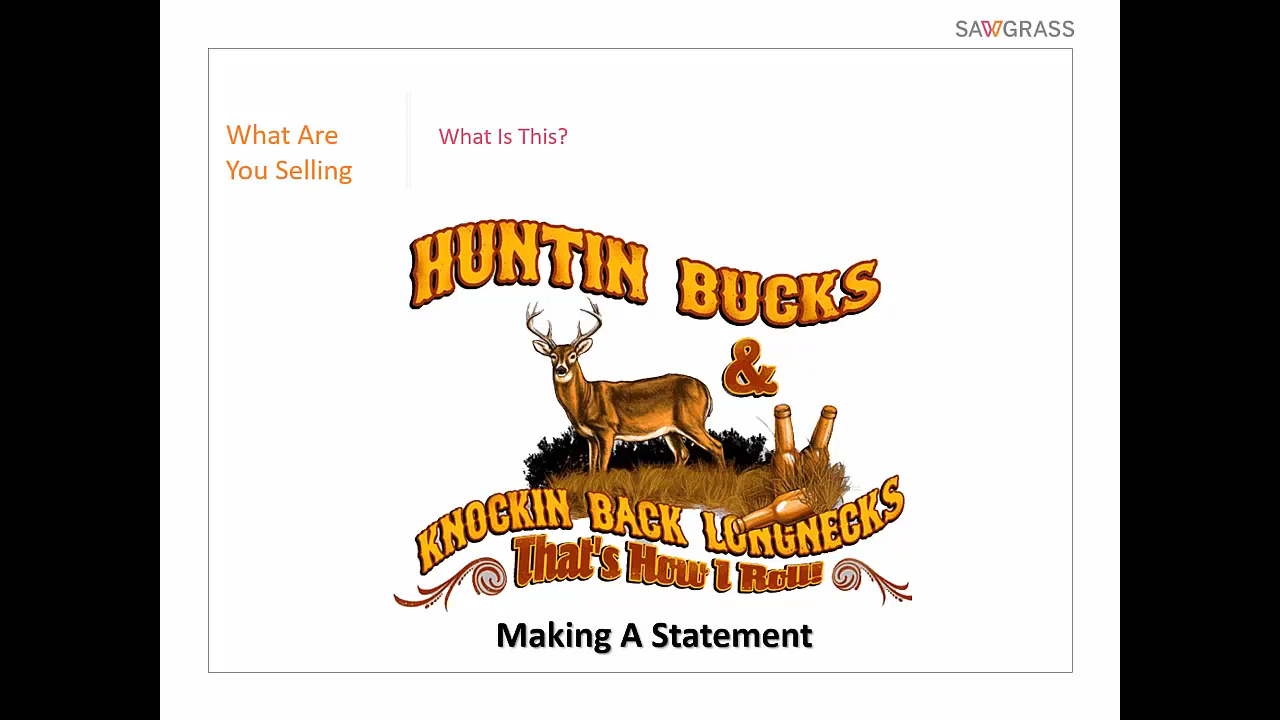 SAWGRASS
What Are
You Selling
What Is This?
HUNTIN BUCKS
&
KNOCKIN BACK LONGNECKS
That's How I Roll!
Making A Statement